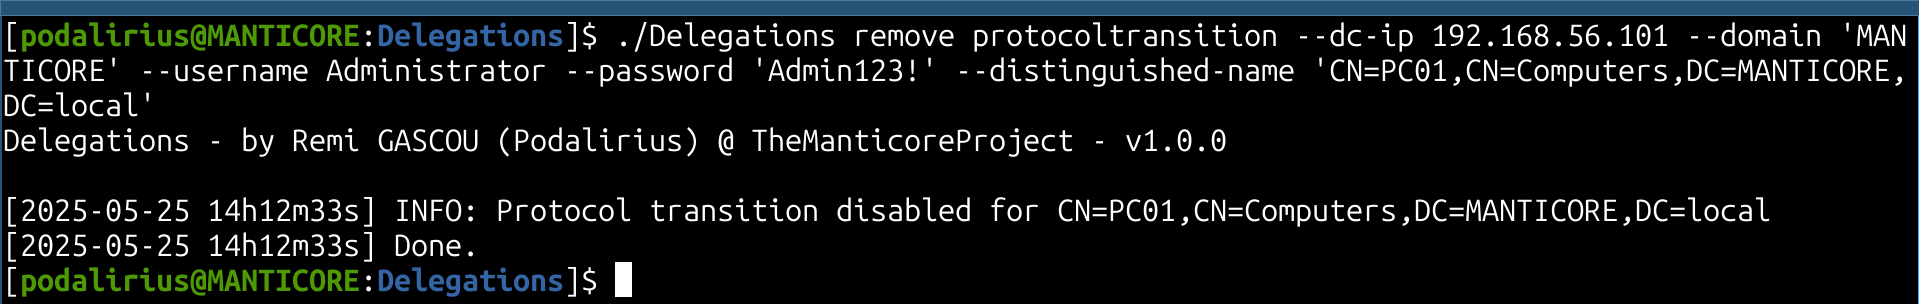 [podalirius@MANTICORE:Delegations]$ ./Delegations remove protocoltransition --dc-ip 192.168.56.101 --domain 'MAN
TICORE' --username Administrator --password 'Admin123!' --distinguished-name 'CN=PC01,CN=Computers,DC=MANTICORE,
DC=local'
Delegations - by Remi GASCOU (Podalirius) @ TheManticoreProject - v1.0.0
[2025-05-25 14h12m33s] INFO: Protocol transition disabled for CN=PC01,CN=Computers,DC=MANTICORE,DC=local
[2025-05-25 14h12m33s] Done.
[podalirius@MANTICORE:Delegations]$